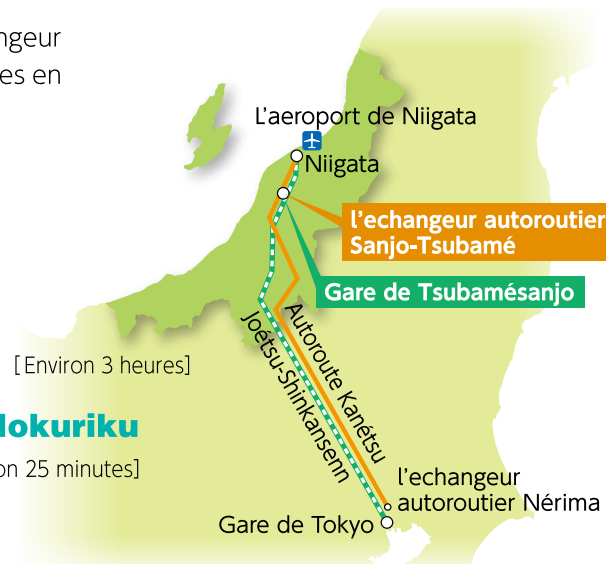 ngeur
es en
L'aeroport de Niigata
Niigata
l'echangeur autoroutier
Sanjo-Tsubamé
Gare de Tsubamésanjo
[Environ 3 heures]
Autoroute Kanétsu
Joétsu-Shinkansenn
Hokuriku
on 25 minutes]
l'echangeur
autoroutier Nérima
Gare de Tokyo